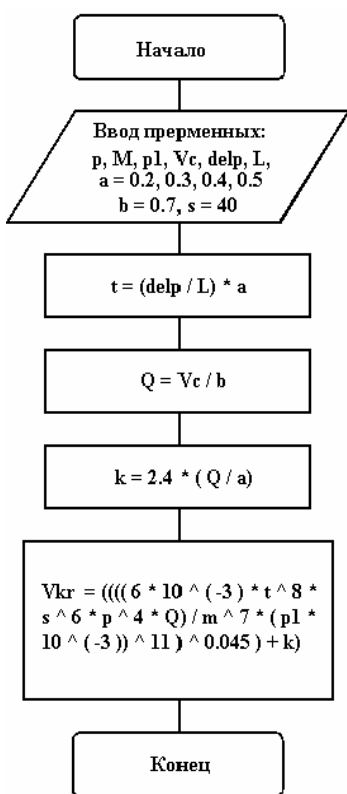 Начало
Ввод прерменных:
p, M, p1, Vc, delp, L,
a = 0.2, 0.3, 0.4, 0.5
b = 0.7, s = 40
t = (delp / L) * a
Q = Vc / b
k = 2.4 * ( Q / a)
Vkr = (((( 6 * 10 ^ ( -3 ) * t ^ 8 *
s ^ 6 * p ^ 4 * Q) / m ^ 7 * ( p1 *
10 ^ ( -3 )) ^ 11 ) ^ 0.045 ) + k)
Конец